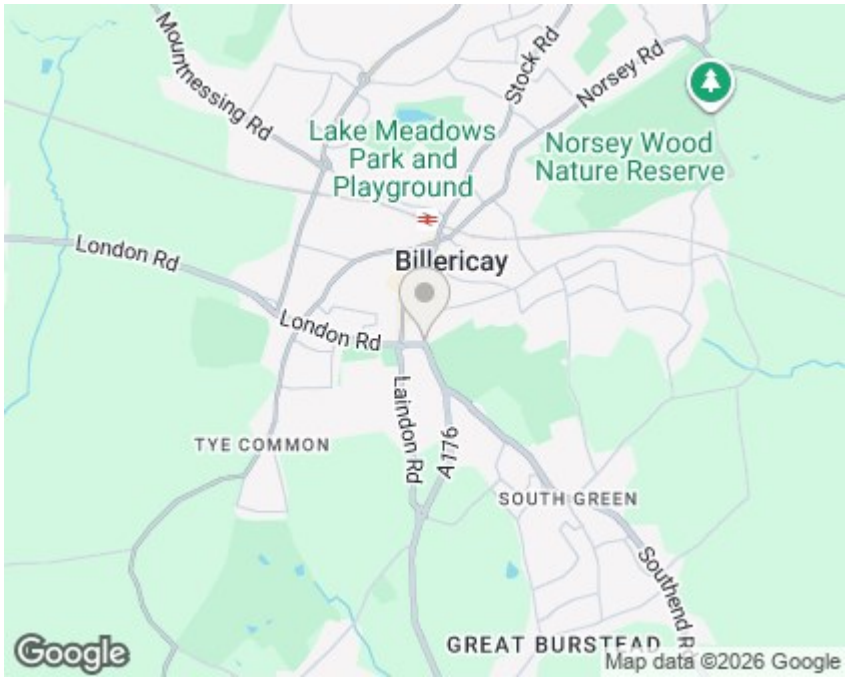 Mountnessing Rd
Stock Rd
Norsey Rd
Lake Meadows
Park and
Playground
Norsey Wood
Nature Reserve
London Rd
Billericay
London Rd
Laindon Rd
A176
TYE COMMON
SOUTH GREEN
Southend R
GREAT BURSTEAD
Google
Map data ©2026 Google